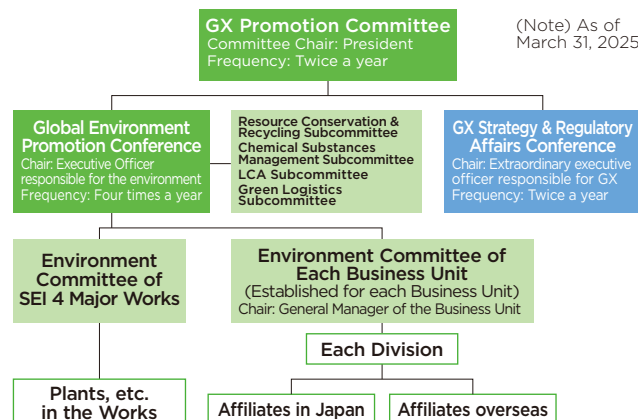 GX Promotion Committee
Committee Chair: President
Frequency: Twice a year
(Note) As of
March 31, 2025
Global Environment
Promotion Conference
Chair: Executive Officer
responsible for the environment
Frequency: Four times a year
Resource Conservation &
Recycling Subcommittee
Chemical Substances
Management Subcommittee
LCA Subcommittee
Green Logistics
Subcommittee
GX Strategy & Regulatory
Affairs Conference
Chair: Extraordinary executive
officer responsible for GX
Frequency: Twice a year
Environment
Committee of
SEI 4 Major Works
Environment Committee of
Each Business Unit
(Established for each Business Unit)
Chair: General Manager of the Business Unit
Each Division
Plants, etc.
in the Works
Affiliates in Japan
Affiliates overseas